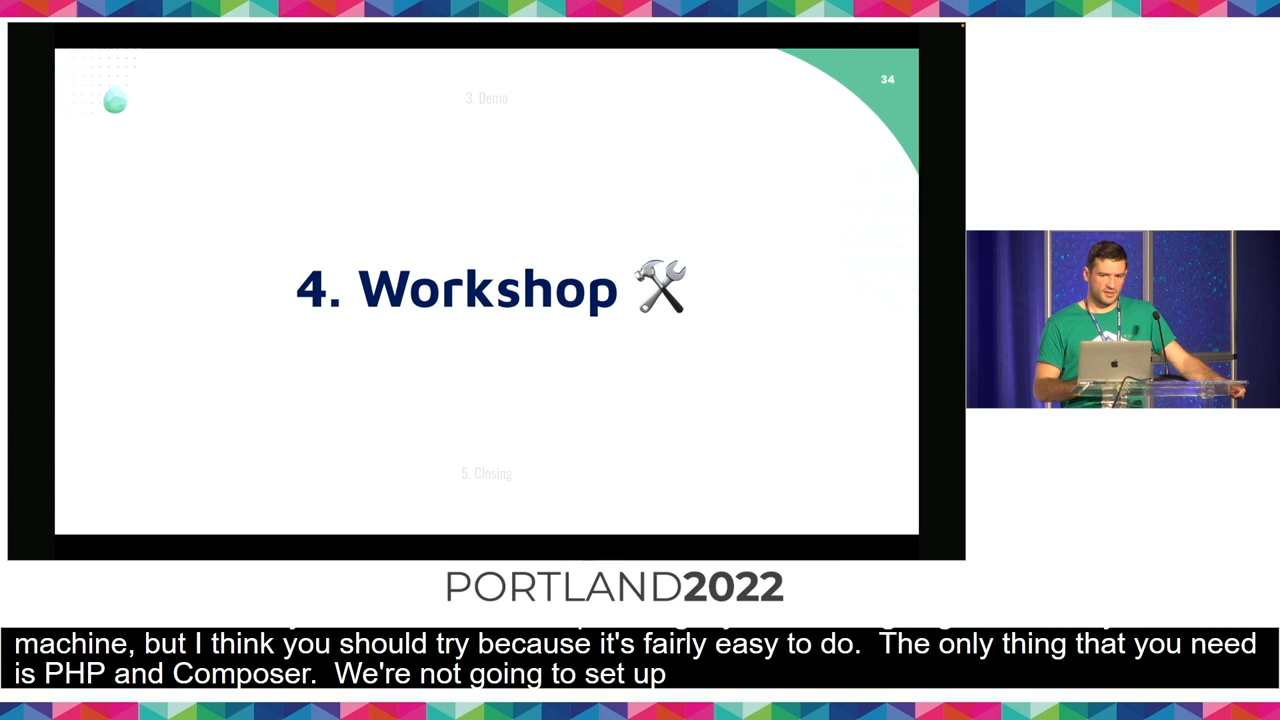 34
3. Demo
4. Workshop
5. Closing
PORTLAND2022
machine, but I think you should try because it's fairly easy to do. The only thing that you need
is PHP and Composer. We're not going to set up